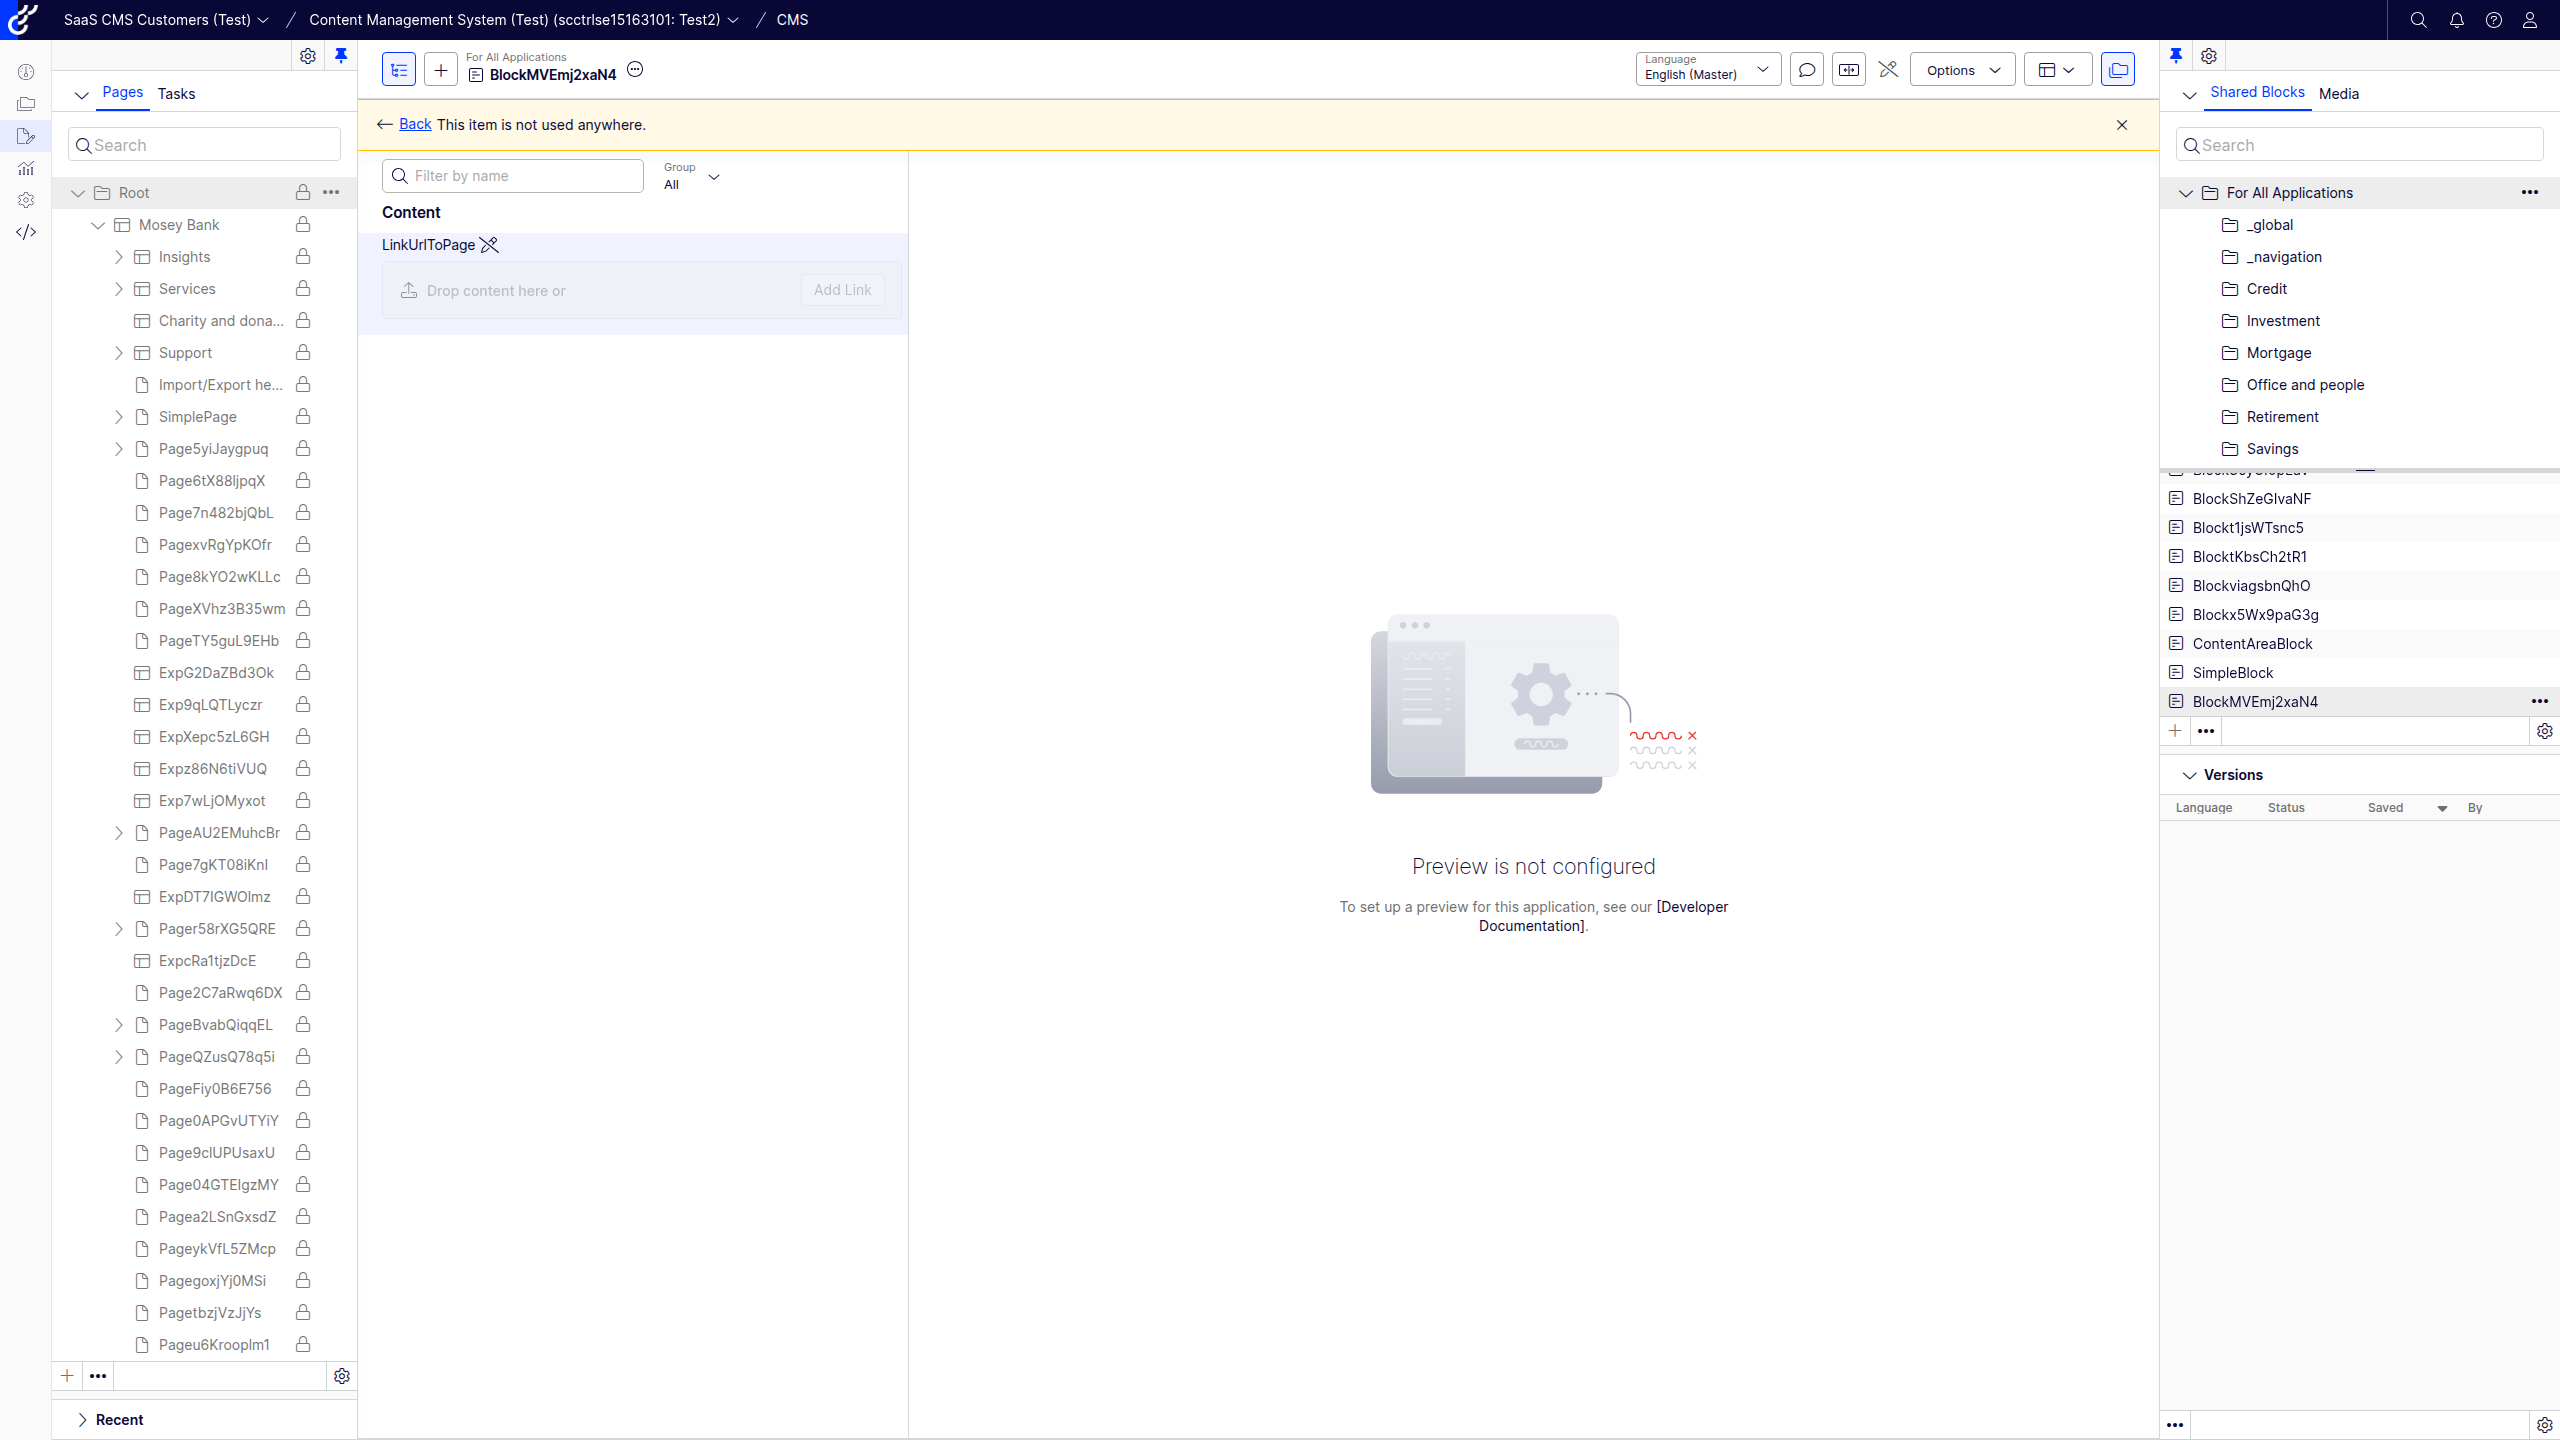 SaaS CMS Customers (Test)
Content Management System (Test) (scctrlse15163101: Test2)
CMS
Pages
Tasks
Search
Root
Mosey Bank
Insights
Services
Charity and dona...
Support
Import/Export he...
SimplePage
Page5yiJaygpuq
Page6tX88ljpqX
Page7n482bjQbL
PagexvRgYpKOfr
Page8kYO2wKLLc
PageXVhz3B35wm
PageTY5guL9EHb
ExpG2DaZBd3Ok
Exp9qLQTLyczr
ExpXepc5zL6GH
Expz86N6tiVUQ
Exp7wLjOMyxot
PageAU2EMuhcBr
Page7gKT08iKnI
ExpDT7IGWOlmz
Pager58rXG5QRE
ExpcRa1tjzDcE
Page2C7aRwq6DX
PageBvabQiqqEL
PageQZusQ78q5i
PageFiy0B6E756
Page0APGvUTYiY
Page9clUPUsaxU
Page04GTEIgzMY
Pagea2LSnGxsdZ
PageykVfL5ZMcp
PagegoxjYj0MSi
PagetbzjVzJjYs
Pageu6Krooplm1
Recent
For All Applications
BlockMVEmj2xaN4
Language
English (Master)
Options
Back This item is not used anywhere.
Filter by name
Group
All
Content
LinkUrlToPage
Drop content here or
Add Link
Preview is not configured
To set up a preview for this application, see our [Developer
Documentation].
Shared Blocks
Media
Search
For All Applications
_global
_navigation
Credit
Investment
Mortgage
Office and people
Retirement
Savings
BlockShZeGlvaNF
Blockt1jsWTsnc5
BlocktKbsCh2tR1
BlockviagsbnQhO
Blockx5Wx9paG3g
ContentAreaBlock
SimpleBlock
BlockMVEmj2xaN4
Versions
Language
Status
Saved
By